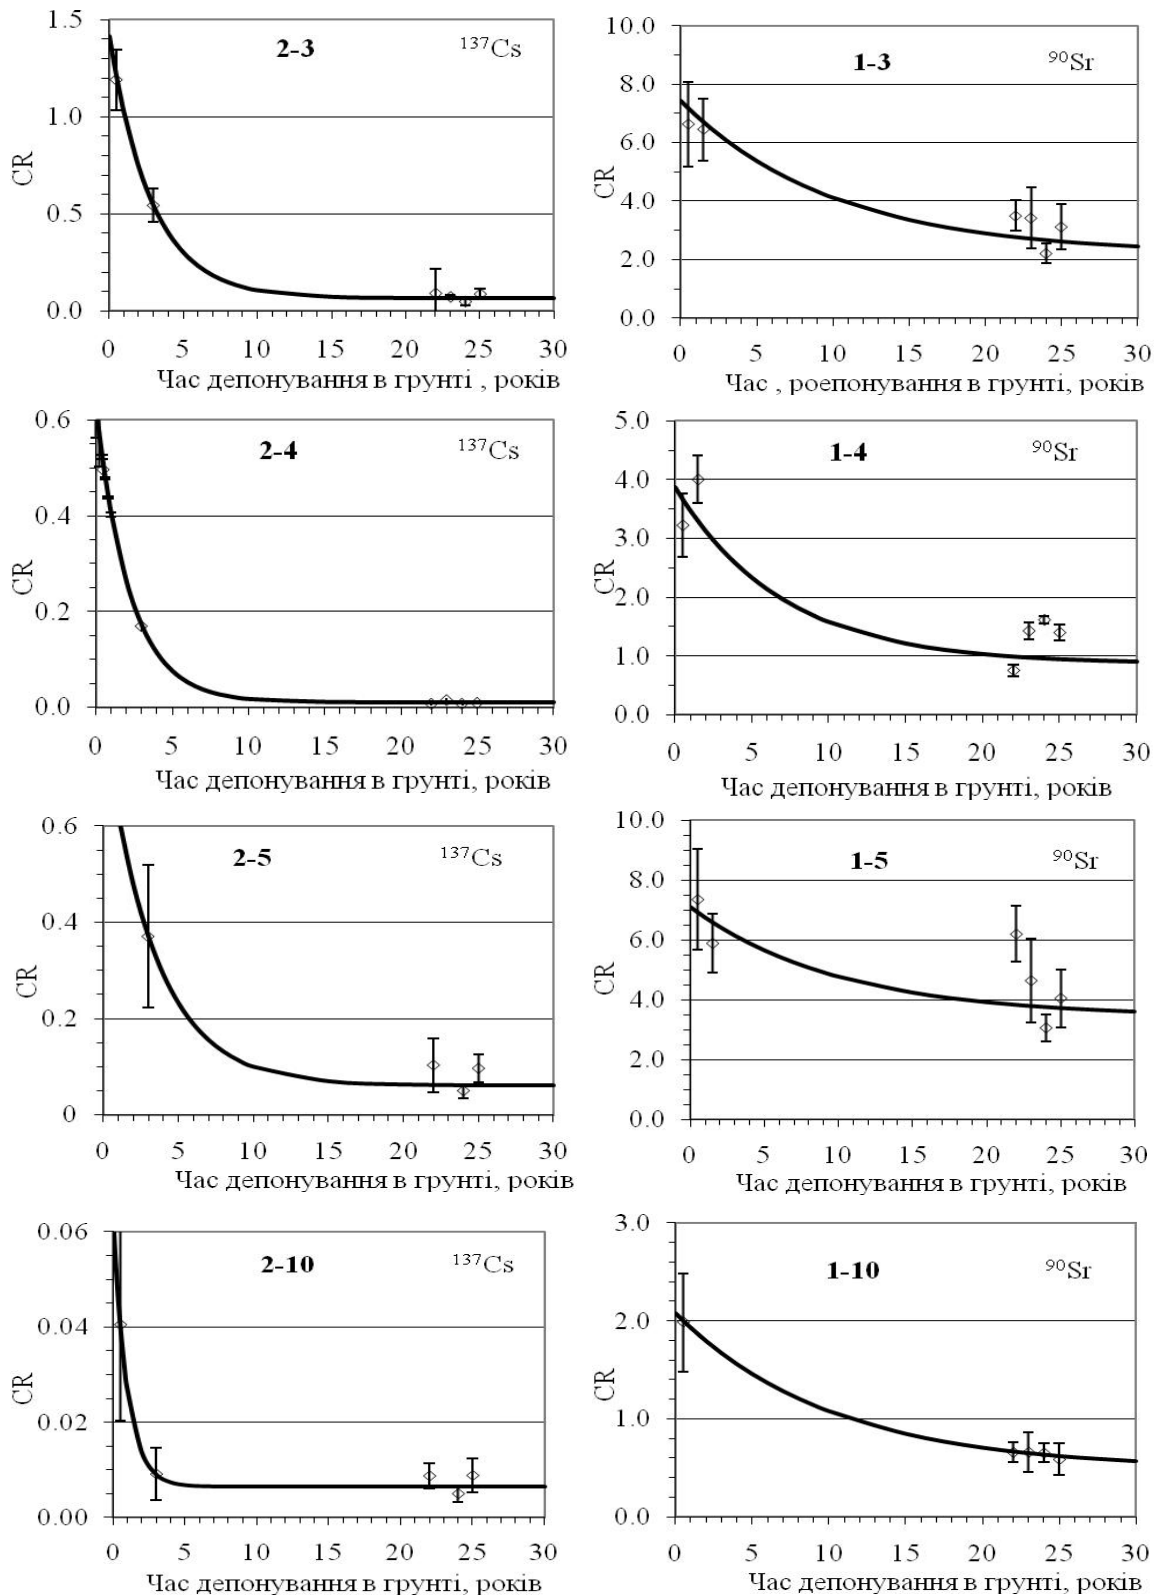 1.5
2-3
137Cs
1.0
CR
0.5
0.0
0 5 10 15 20 25 30
Час депонування в грунті , років
10.0
1-3
90Sr
8.0
6.0
CR
4.0
2.0
0.0
0 5 10 15 20 25 30
Час , роепонування в грунті, років
0.6
2-4
137Cs
0.4
CR
0.2
0.0
0 5 10 15 20 25 30
Час депонування в грунті, років
5.0
1-4
90Sr
4.0
3.0
CR
2.0
1.0
0.0
0 5 10 15 20 25 30
Час депонування в грунті, років
0.6
2-5
137Cs
0.4
CR
0.2
0
0 5 10 15 20 25 30
Час депонування в грунті, років
10.0
1-5
90Sr
8.0
6.0
CR
4.0
2.0
0.0
0 5 10 15 20 25 30
Час депонування в грунті, років
0.06
2-10
137Cs
0.04
CR
0.02
0.00
0 5 10 15 20 25 30
Час депонування в грунті, років
3.0
1-10
90Sr
2.0
CR
1.0
0.0
0 5 10 15 20 25 30
Час депонування в грунті, років